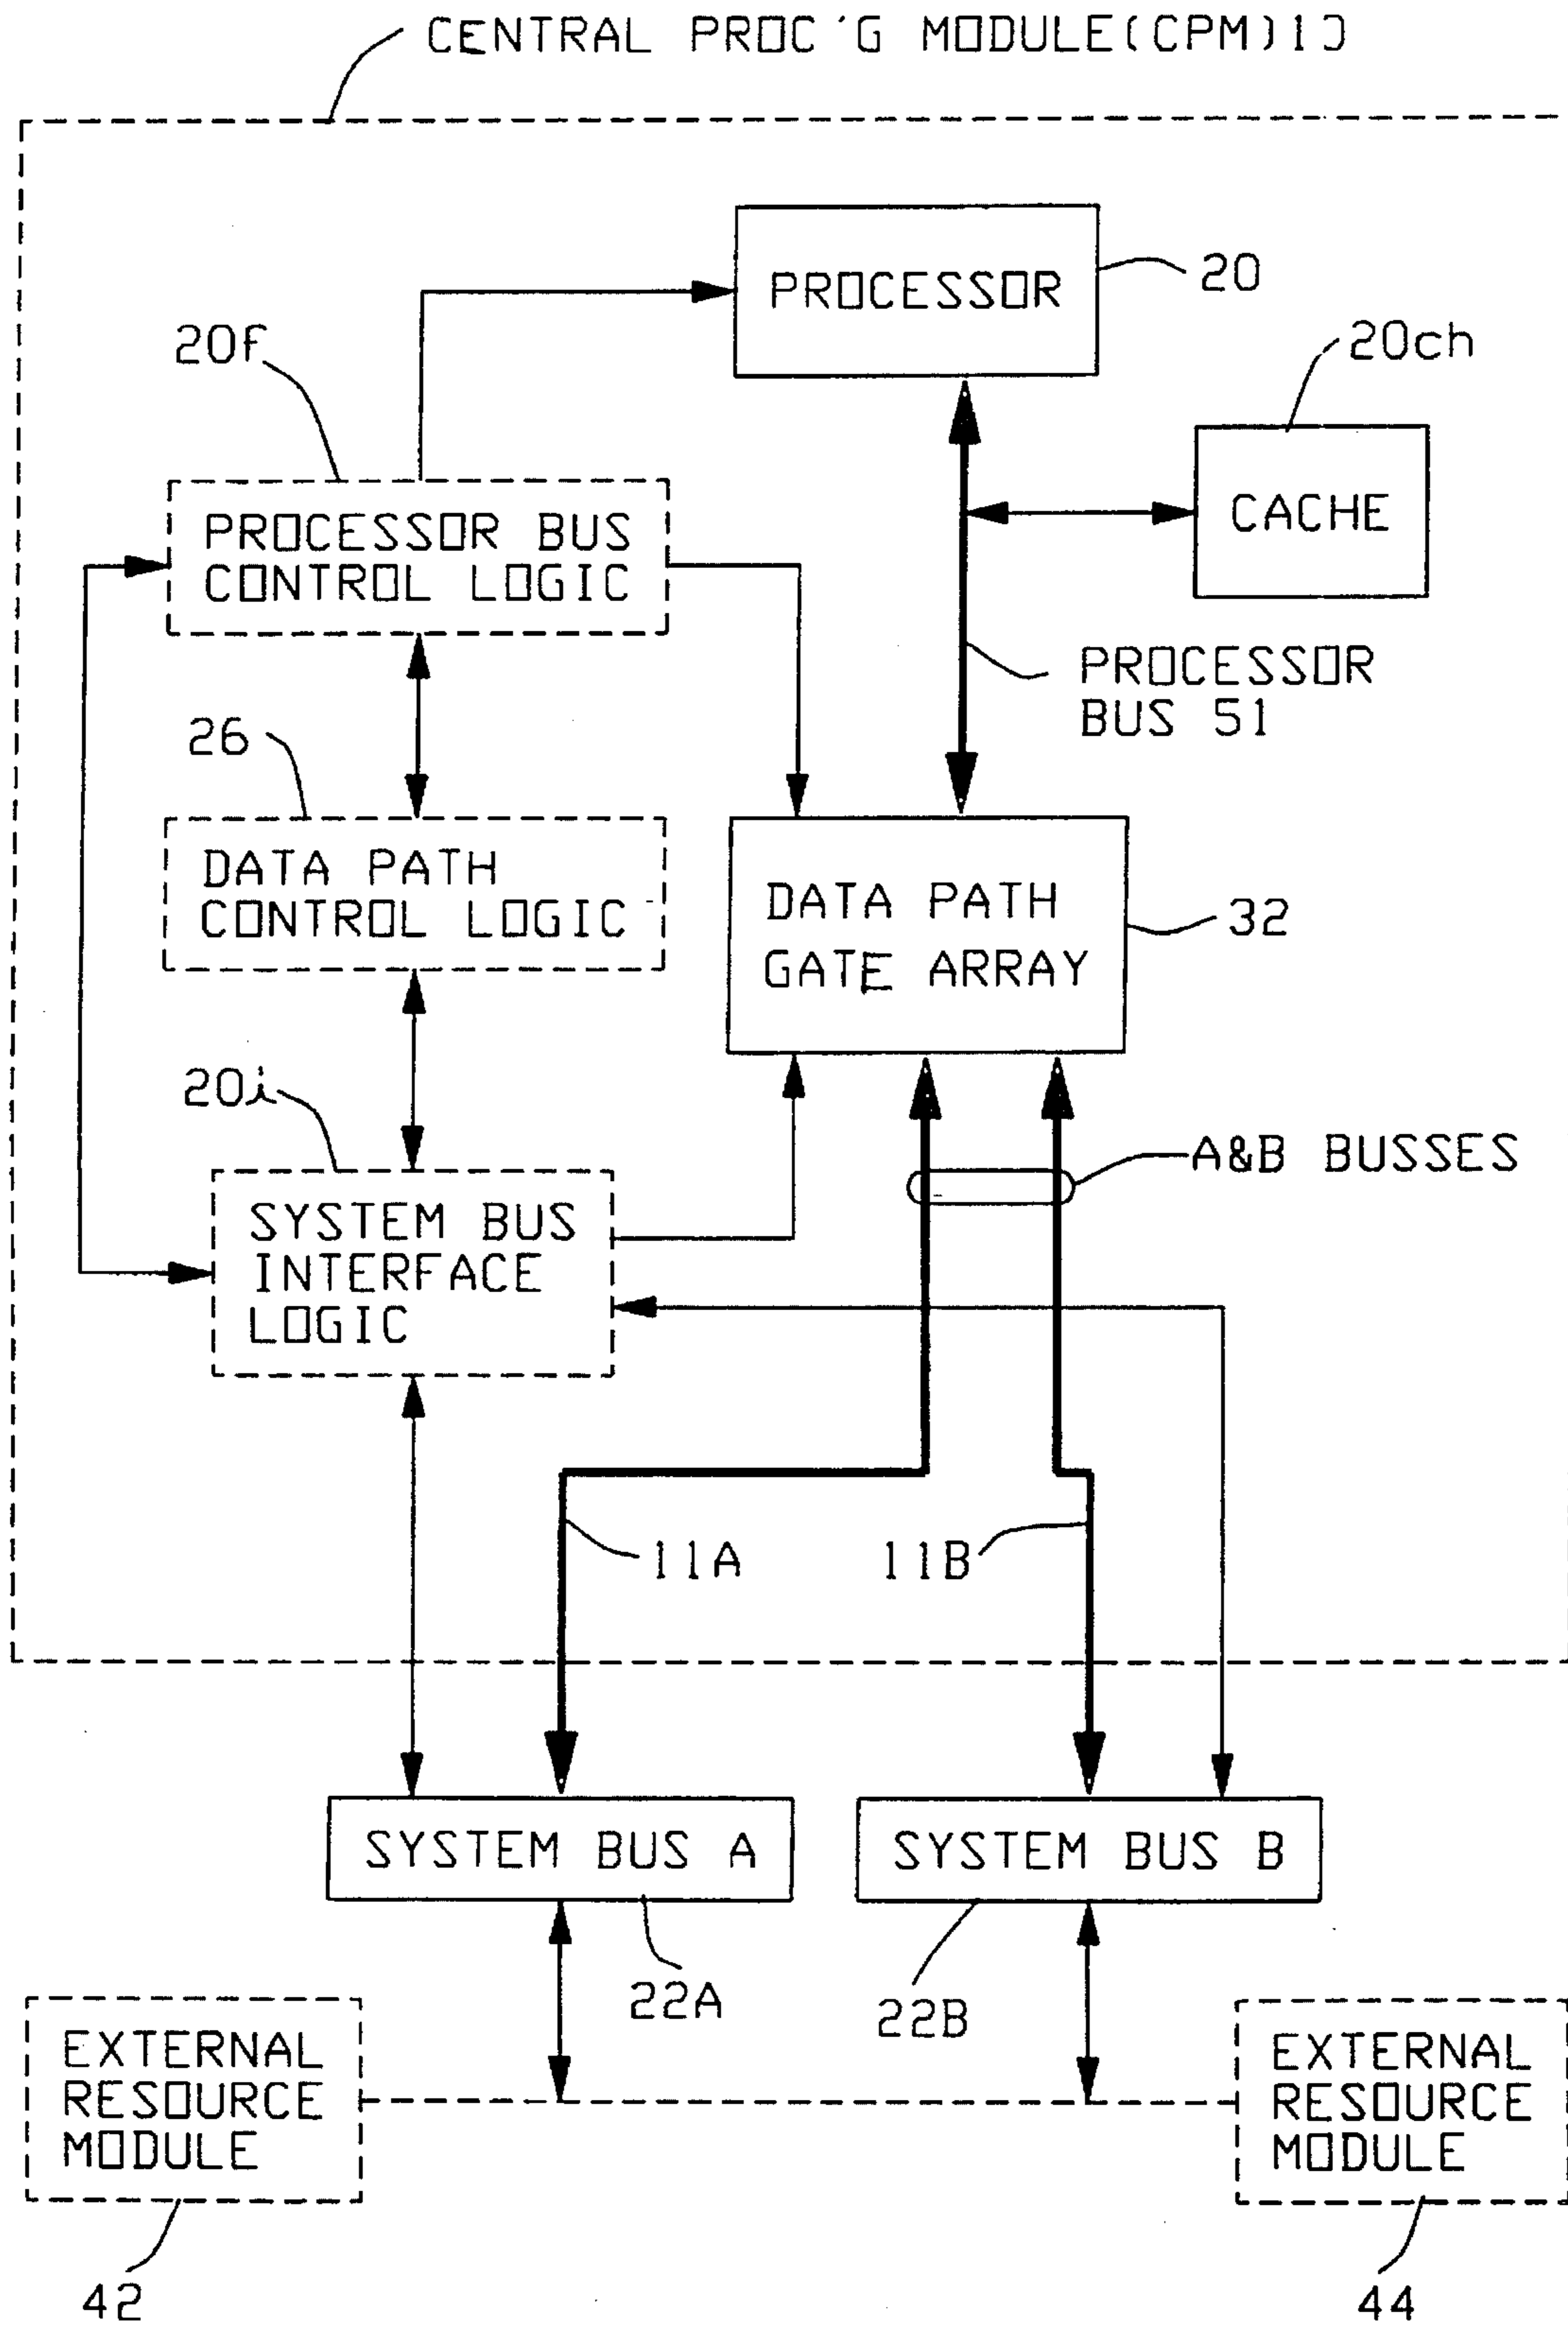 CENTRAL PROC'G MODULE(CPM)10
PROCESSOR
20
20f
20ch
PROCESSOR BUS
CONTROL LOGIC
CACHE
PROCESSOR
BUS 51
26
DATA PATH
CONTROL LOGIC
DATA PATH
GATE ARRAY
32
20i
A&B BUSSES
SYSTEM BUS
INTERFACE
LOGIC
11A
11B
SYSTEM BUS A
SYSTEM BUS B
22A
22B
EXTERNAL
RESOURCE
MODULE
EXTERNAL
RESOURCE
MODULE
42
44